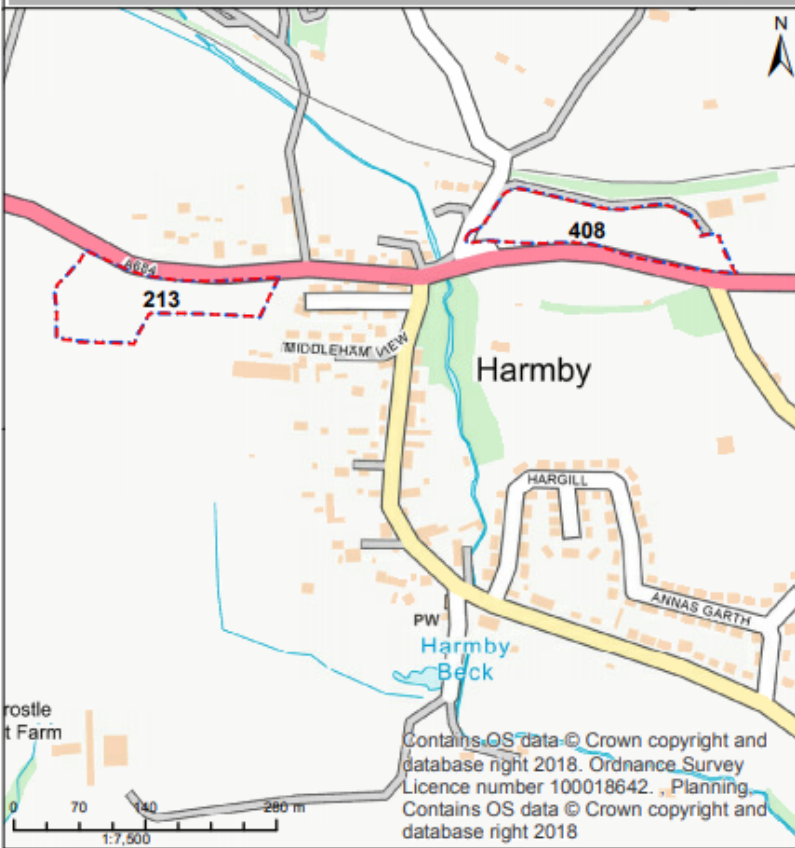 N
408
A684
213
MIDDLEHAM VIEW
Harmby
HARGILL
ANNAS GARTH
PW
Harmby
Beck
rostle
t Farm
Contains OS data © Crown copyright and
database right 2018. Ordnance Survey
Licence number 100018642. , Planning,
Contains OS data © Crown copyright and
database right 2018
0 70 140 280 m
1:7,500